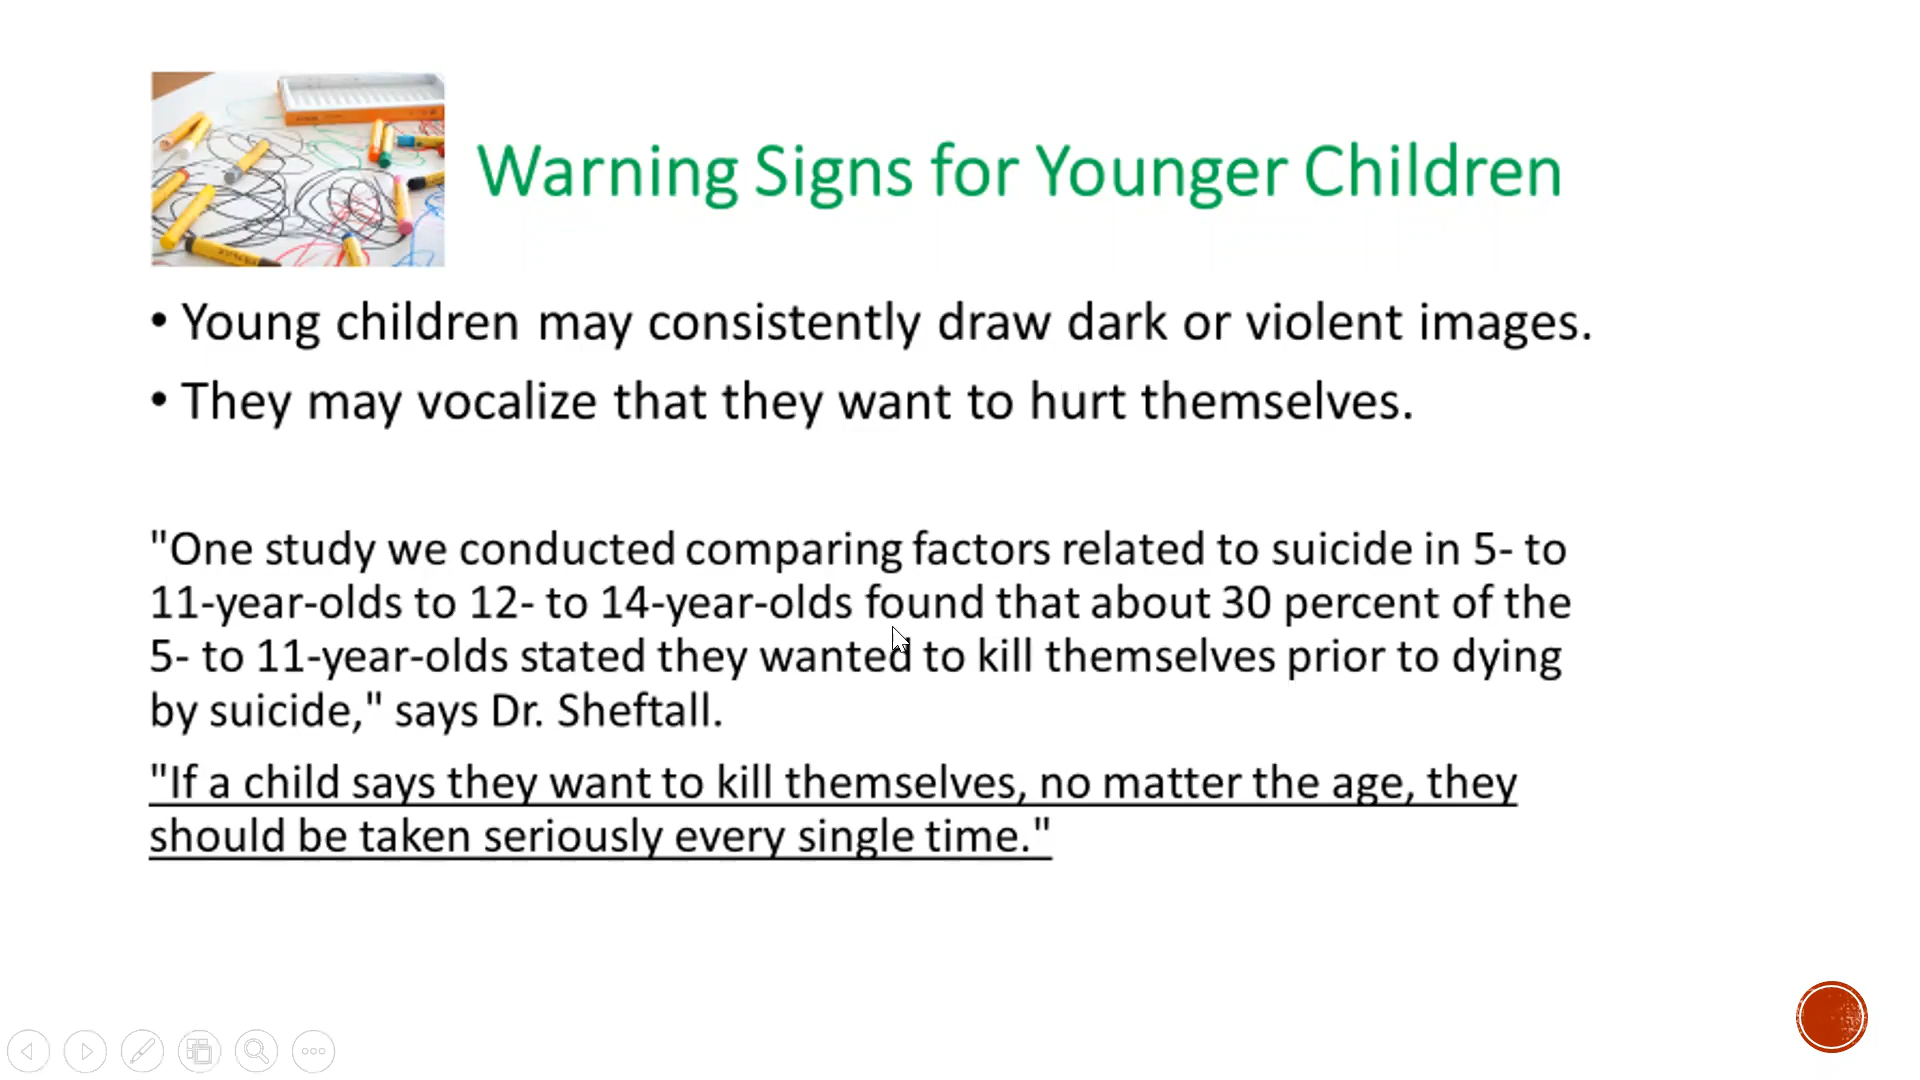 Warning Signs for Younger Children
• Young children may consistently draw dark or violent images.
• They may vocalize that they want to hurt themselves.
"One study we conducted comparing factors related to suicide in 5- to
11-year-olds to 12- to 14-year-olds found that about 30 percent of the
5- to 11-year-olds stated they wanted to kill themselves prior to dying
by suicide," says Dr. Sheftall.
"If a child says they want to kill themselves, no matter the age, they
should be taken seriously every single time."